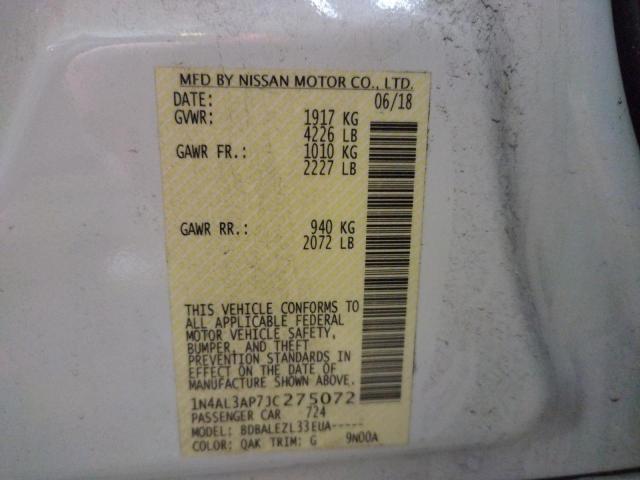 MFD BY NISSAN MOTOR CO., LTD.
DATE: 06/18
GVWR: 1917 KG
4226 LB
GAWR FR.: 1010 KG
2227 LB
GAWR RR.: 940 KG
2072 LB
THIS VEHICLE CONFORMS TO
ALL APPLICABLE FEDERAL
MOTOR VEHICLE SAFETY,
BUMPER, AND THEFT
PREVENTION STANDARDS IN
EFFECT ON THE DATE OF
MANUFACTURE SHOWN ABOVE.
1N4AL3AP7JC275072
PASSENGER CAR 724
MODEL: BDBALEZL33EUA-----
COLOR: QAK TRIM: G 9N00A